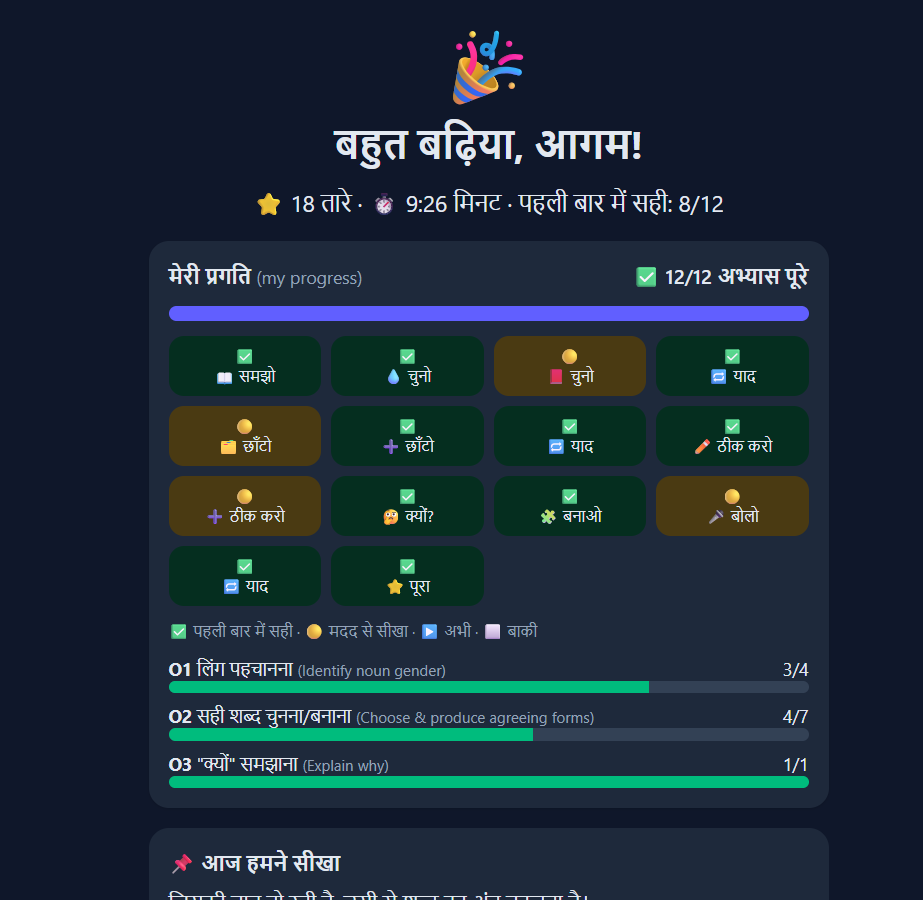 बहुत बढ़िया, आगम!
⭐ 18 तारे · ⏱️ 9:26 मिनट · पहली बार में सही: 8/12
मेरी प्रगति (my progress) ✅ 12/12 अभ्यास पूरे
✅ ✅ 🟡 ✅
📖 समझो 💧 चुनो 📕 चुनो 🔁 याद
🟡 ✅ ✅ ✅
🗂️ छाँटो ➕ छाँटो 🔁 याद ✏️ ठीक करो
🟡 ✅ ✅ 🟡
➕ ठीक करो 🤔 क्यों? 🧩 बनाओ 🎤 बोलो
✅ ✅
🔁 याद ⭐ पूरा
✅ पहली बार में सही · 🟡 मदद से सीखा · ▶️ अभी · ⬜ बाकी
O1 लिंग पहचानना (Identify noun gender) 3/4
O2 सही शब्द चुनना/बनाना (Choose & produce agreeing forms) 4/7
O3 "क्यों" समझाना (Explain why) 1/1
📌 आज हमने सीखा